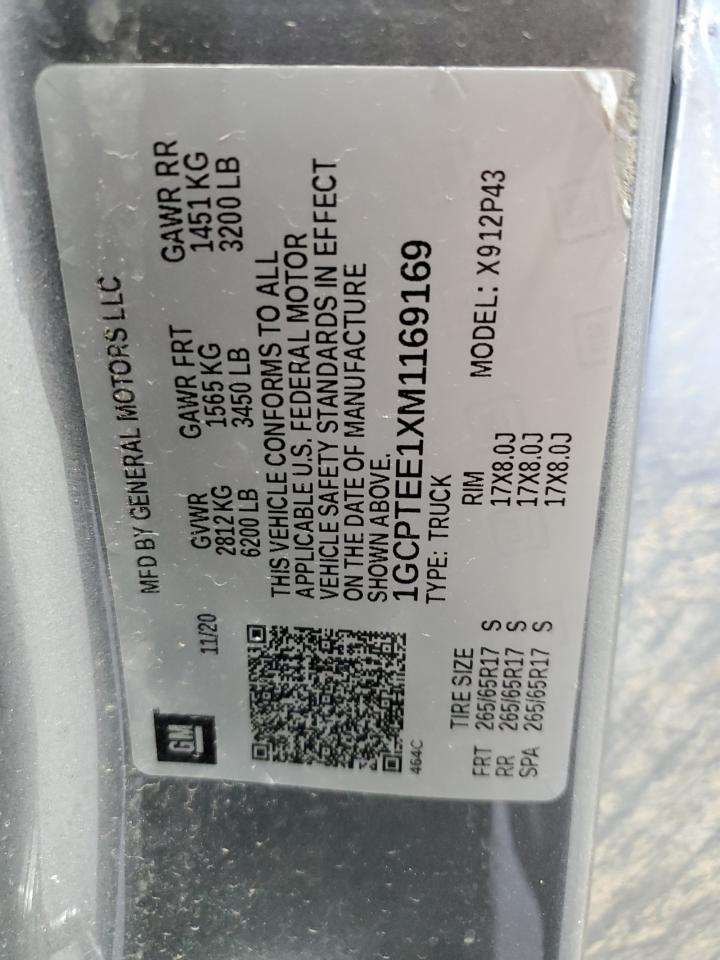 GM
11/20
MFD BY GENERAL MOTORS LLC
GVWR GAWR FRT GAWR RR
2812 KG 1565 KG 1451 KG
6200 LB 3450 LB 3200 LB
THIS VEHICLE CONFORMS TO ALL
APPLICABLE U.S. FEDERAL MOTOR
VEHICLE SAFETY STANDARDS IN EFFECT
ON THE DATE OF MANUFACTURE
SHOWN ABOVE.
1GCPTEE1XM1169169
464C
TYPE: TRUCK
MODEL: X912P43
TIRE SIZE RIM
FRT 265/65R17 S 17X8.0J
RR 265/65R17 S 17X8.0J
SPA 265/65R17 S 17X8.0J